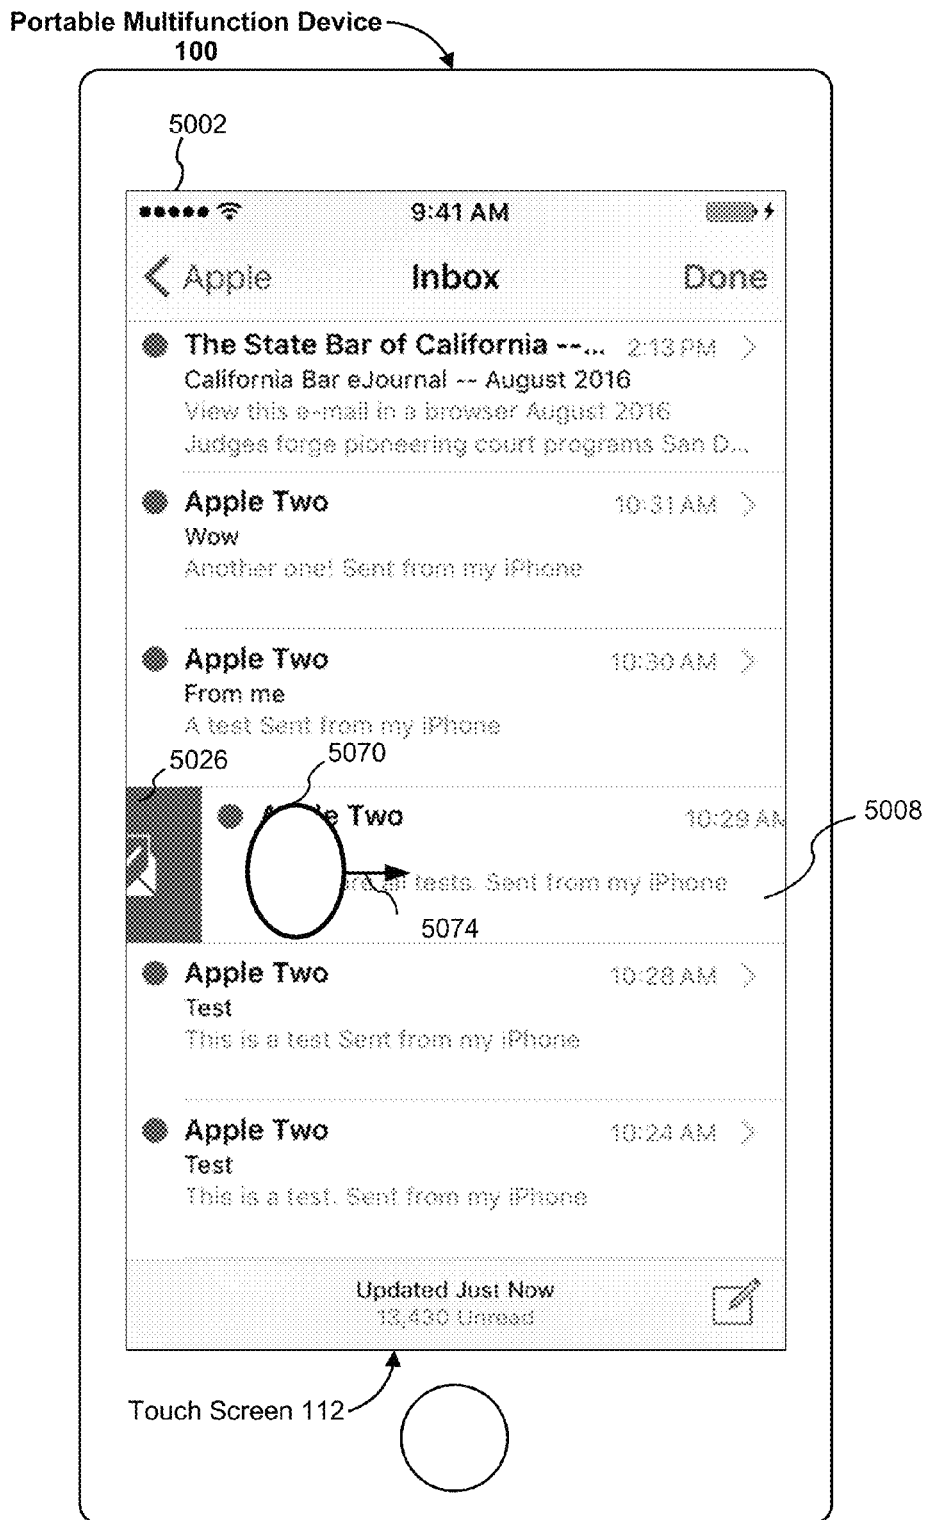 Portable Multifunction Device
100
5002
9:41 AM
Apple Inbox Done
The State Bar of California --... 2:13 PM
California Bar eJournal -- August 2016
View this e-mail in a browser August 2016
Judges forge pioneering court programs San D...
Apple Two 10:31 AM
Wow
Another one! Sent from my iPhone
Apple Two 10:30 AM
From me
A test Sent from my iPhone
5026
5070
Two 10:29 AM
5008
tests. Sent from my iPhone
5074
Apple Two 10:28 AM
Test
This is a test Sent from my iPhone
Apple Two 10:24 AM
Test
This is a test. Sent from my iPhone
Updated Just Now
13,430 Unread
Touch Screen 112